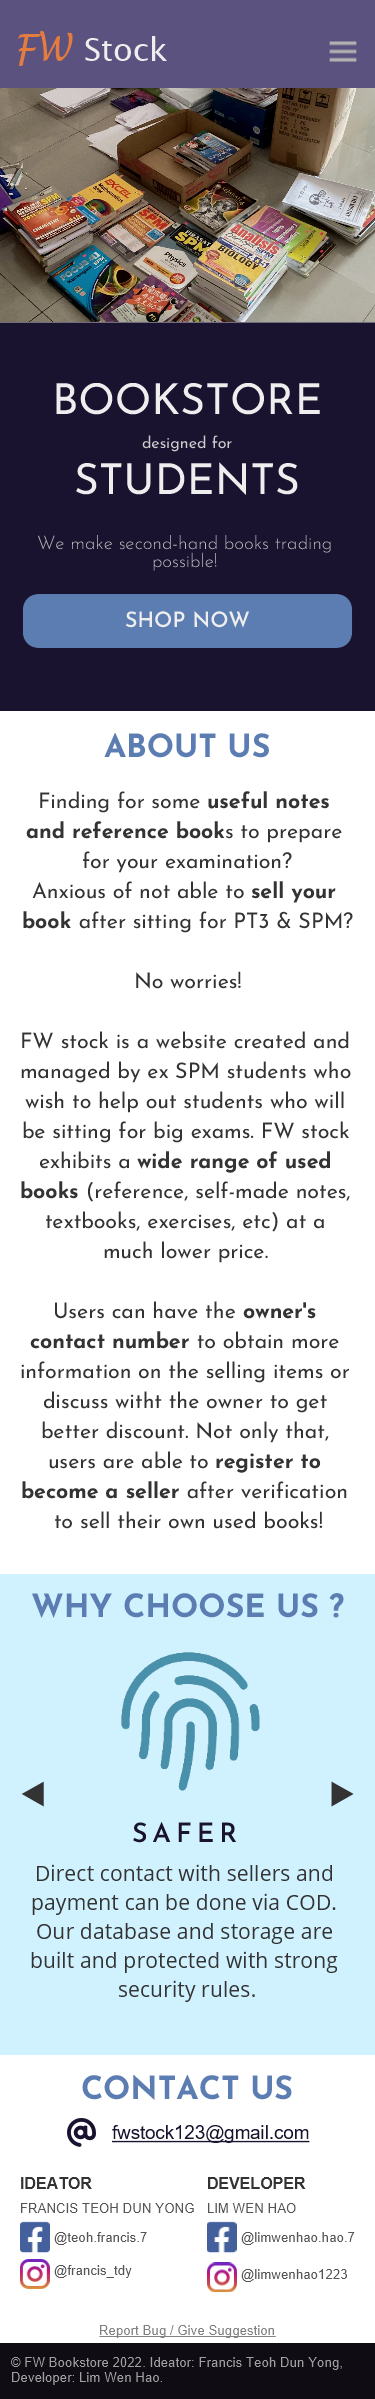 FW Stock
EXCEL
SPM
Physics
SPM
BIOLOGY
BOOKSTORE
designed for
STUDENTS
We make second-hand books trading
possible!
SHOP NOW
ABOUT US
Finding for some useful notes
and reference books to prepare
for your examination?
Anxious of not able to sell your
book after sitting for PT3 & SPM?
No worries!
FW stock is a website created and
managed by ex SPM students who
wish to help out students who will
be sitting for big exams. FW stock
exhibits a wide range of used
books (reference, self-made notes,
textbooks, exercises, etc) at a
much lower price.
Users can have the owner's
contact number to obtain more
information on the selling items or
discuss witht the owner to get
better discount. Not only that,
users are able to register to
become a seller after verification
to sell their own used books!
WHY CHOOSE US ?
SAFER
Direct contact with sellers and
payment can be done via COD.
Our database and storage are
built and protected with strong
security rules.
CONTACT US
fwstock123@gmail.com
IDEATOR
FRANCIS TEOH DUN YONG
@teoh.francis.7
@francis_tdy
DEVELOPER
LIM WEN HAO
@limwenhao.hao.7
@limwenhao1223
Report Bug / Give Suggestion
© FW Bookstore 2022. Ideator: Francis Teoh Dun Yong,
Developer: Lim Wen Hao.